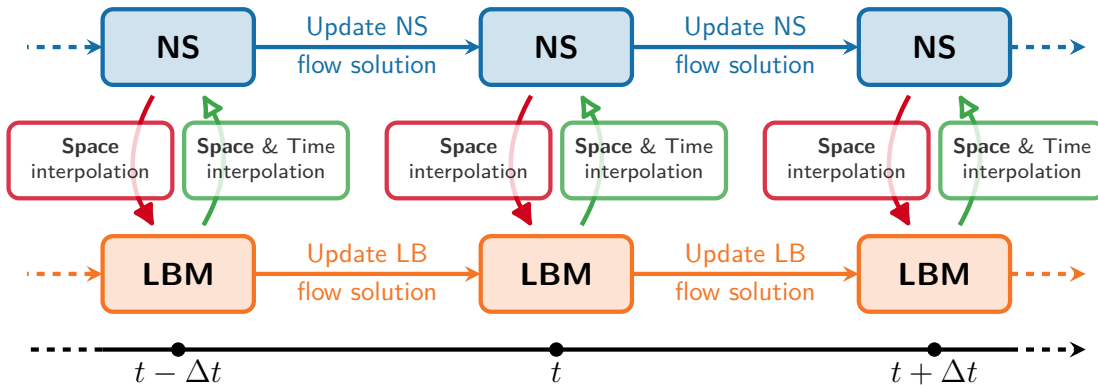 NS
Update NS
flow solution
NS
Update NS
flow solution
NS
Space
interpolation
Space & Time
interpolation
Space
interpolation
Space & Time
interpolation
Space
interpolation
Space & Time
interpolation
LBM
Update LB
flow solution
LBM
Update LB
flow solution
LBM
t − Δt
t
t + Δt